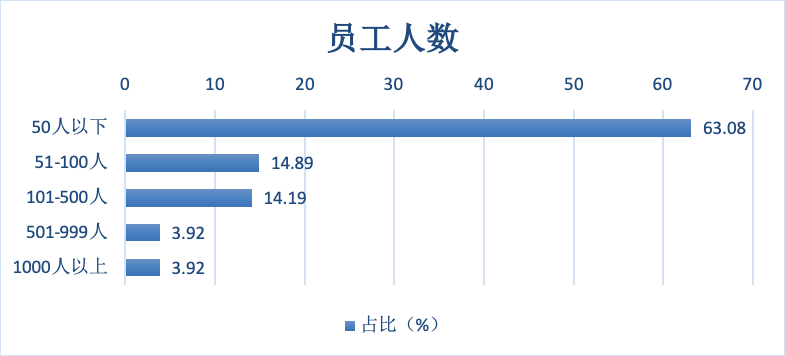 员工人数
0 10 20 30 40 50 60 70
50人以下 63.08
51-100人 14.89
101-500人 14.19
501-999人 3.92
1000人以上 3.92
占比（%）